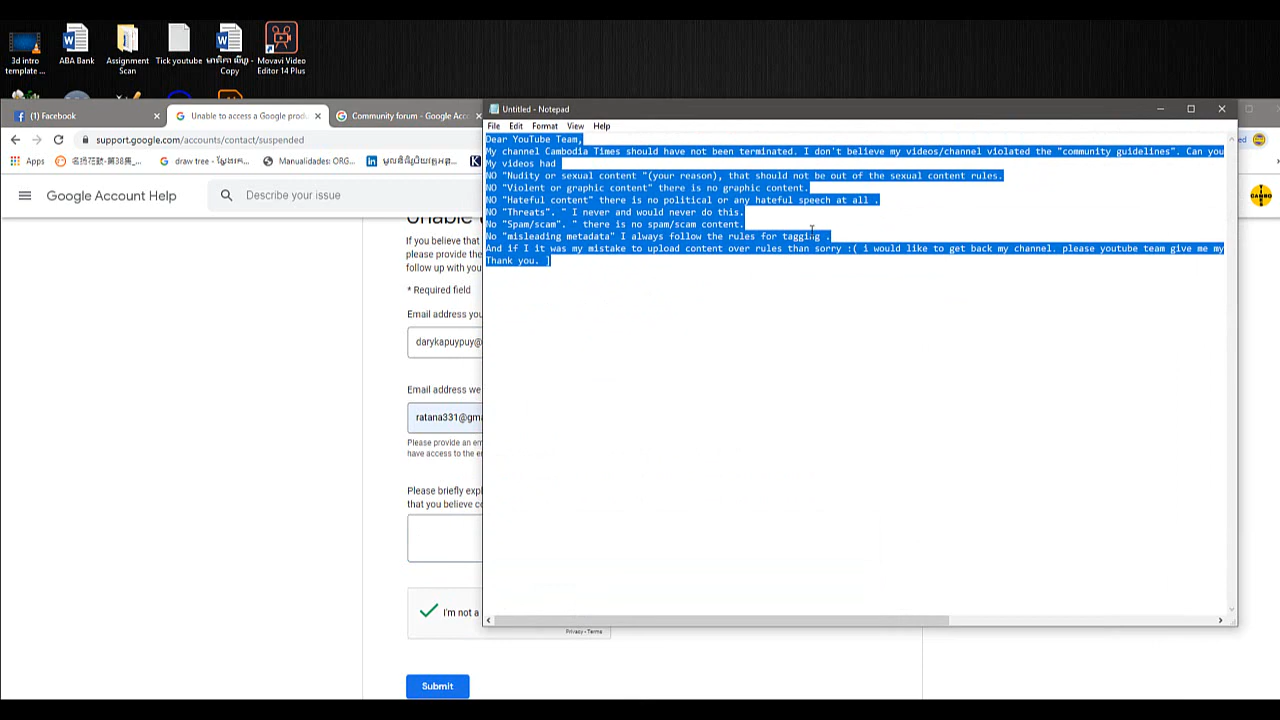 3d intro
template ...
ABA Bank
Assignment
Scan
Tick youtube
Copy
Movavi Video
Editor 14 Plus
(1) Facebook
Unable to access a Google produ
Community forum - Google Acc
support.google.com/accounts/contact/suspended
Apps
draw tree -
Manualidades: ORG...
Google Account Help
Describe your issue
Unable
If you believe that
please provide the
follow up with you
* Required field
Email address you
darykapuypuy@
Email address we
ratana331@gma
Please provide an em
have access to the e
Please briefly expl
that you believe co
I'm not a
Privacy - Terms
Submit
Untitled - Notepad
File Edit Format View Help
Dear YouTube Team,
My channel Cambodia Times should have not been terminated. I don't believe my videos/channel violated the "community guidelines". Can you
My videos had
NO "Nudity or sexual content "(your reason), that should not be out of the sexual content rules.
NO "Violent or graphic content" there is no graphic content.
NO "Hateful content" there is no political or any hateful speech at all .
NO "Threats". " I never and would never do this.
No "Spam/scam". " there is no spam/scam content.
No "misleading metadata" I always follow the rules for tagging .
And if I it was my mistake to upload content over rules than sorry :( i would like to get back my channel. please youtube team give me my
Thank you. ]
CAMBO